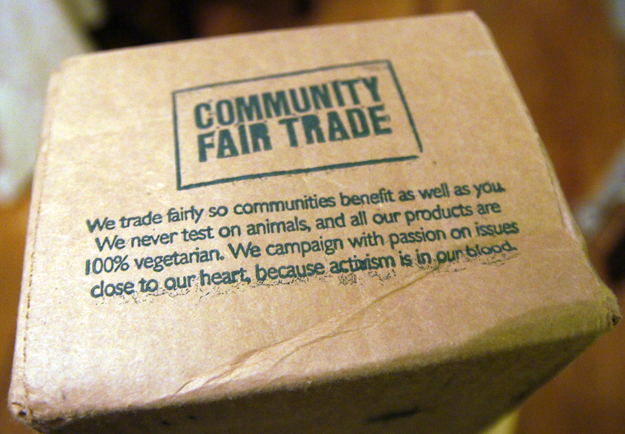 COMMUNITY
FAIR TRADE
We trade fairly so communities benefit as well as you.
We never test on animals, and all our products are
100% vegetarian. We campaign with passion on issues
close to our heart, because activism is in our blood.